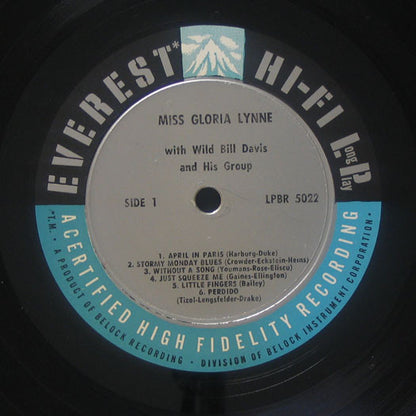 EVEREST* HI-FI LP
Long Play
MISS GLORIA LYNNE
with Wild Bill Davis
and His Group
SIDE 1 LPBR 5022
1. APRIL IN PARIS (Harburg-Duke)
2. STORMY MONDAY BLUES (Crowder-Eckstein-Heins)
3. WITHOUT A SONG (Youmans-Rose-Eliscu)
4. JUST SQUEEZE ME (Gaines-Ellington)
5. LITTLE FINGERS (Bailey)
6. PERDIDO
(Tizol-Lengsfelder-Drake)
A CERTIFIED HIGH FIDELITY RECORDING
*T.M. • A PRODUCT OF BELOCK RECORDING • DIVISION OF BELOCK INSTRUMENT CORPORATION •